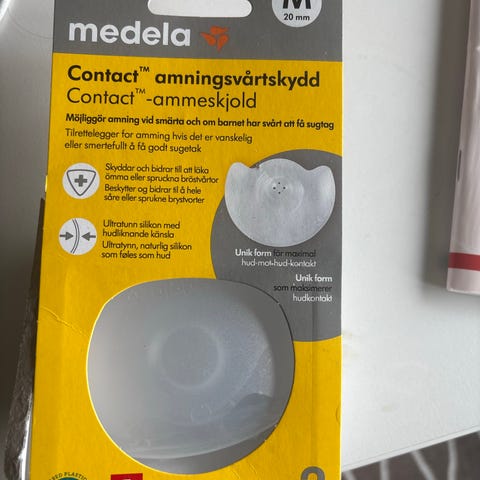 M
20 mm
medela
Contact™ amningsvårtskydd
Contact™-ammeskjold
Möjliggör amning vid smärta och om barnet har svårt att få sugtag
Tilrettelegger for amming hvis det er vanskelig
eller smertefullt å få godt sugetak
Skyddar och bidrar till att läka
ömma eller spruckna bröstvårtor
Beskytter og bidrar til å hele
såre eller sprukne brystvorter
Ultratunn silikon med
hudliknande känsla
Ultratynn, naturlig silikon
som føles som hud
Unik form för maximal
hud-mot-hud-kontakt
Unik form
som maksimerer
hudkontakt